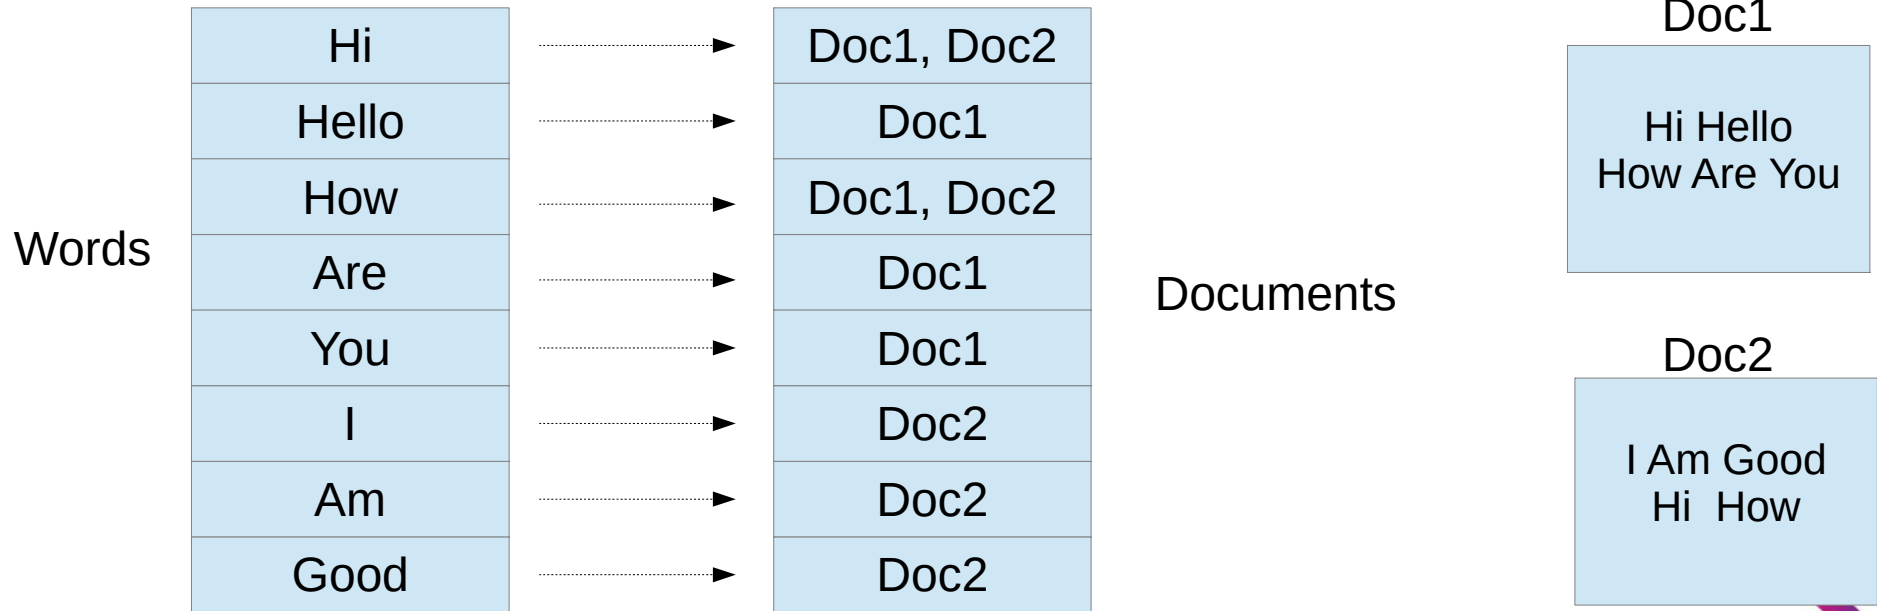 Words
Hi
Doc1, Doc2
Hello
Doc1
How
Doc1, Doc2
Are
Doc1
You
Doc1
I
Doc2
Am
Doc2
Good
Doc2
Documents
Doc1
Hi Hello
How Are You
Doc2
I Am Good
Hi How